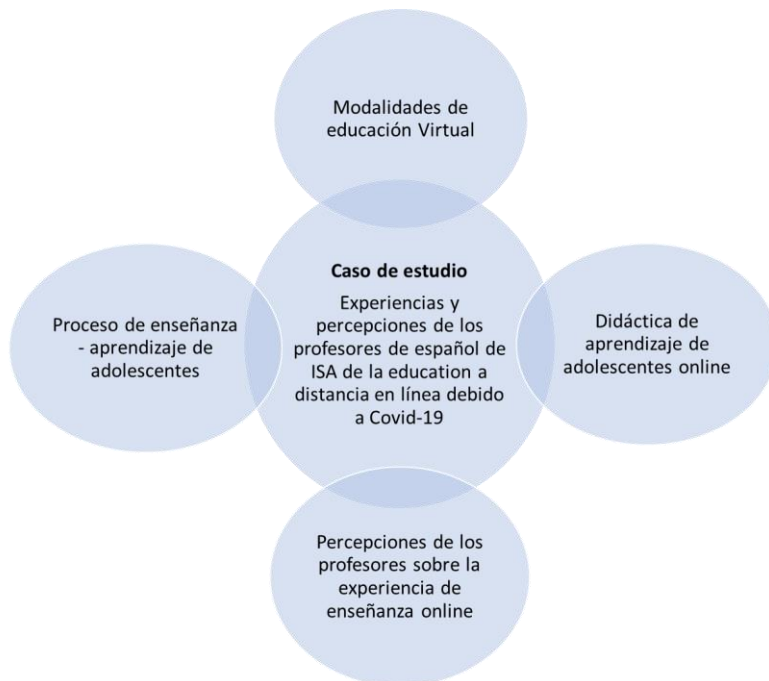 Modalidades de
educación Virtual
Caso de estudio
Experiencias y
percepciones de los
profesores de español de
ISA de la education a
distancia en línea debido
a Covid-19
Proceso de enseñanza
- aprendizaje de
adolescentes
Didáctica de
aprendizaje de
adolescentes online
Percepciones de los
profesores sobre la
experiencia de
enseñanza online